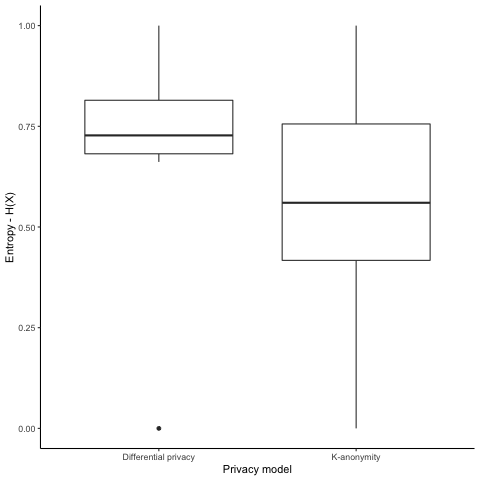 1.00
0.75
0.50
0.25
0.00
Entropy - H(X)
Differential privacy
K-anonymity
Privacy model